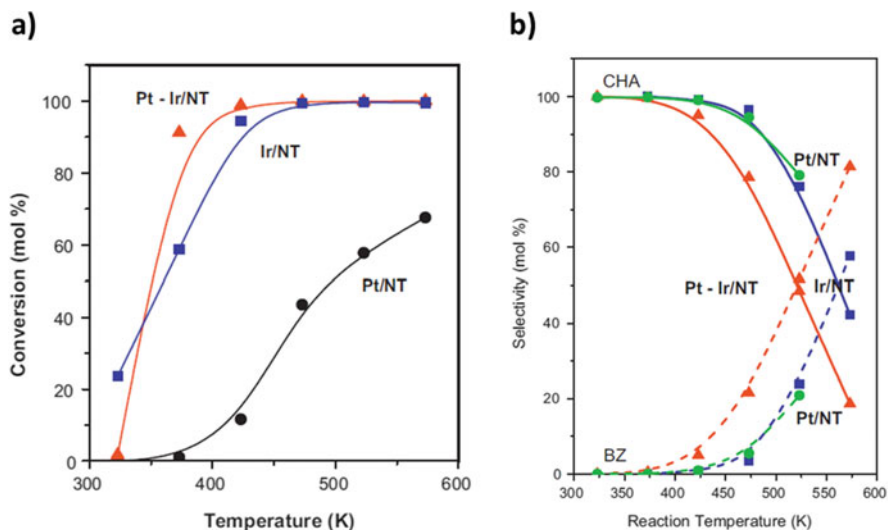 a)
Conversion (mol %)
100
80
60
40
20
0
Pt - Ir/NT
Ir/NT
Pt/NT
300
400
500
600
Temperature (K)
b)
Selectivity (mol %)
100
80
60
40
20
0
CHA
Pt/NT
Pt - Ir/NT
Ir/NT
Pt/NT
BZ
300
350
400
450
500
550
600
Reaction Temperature (K)